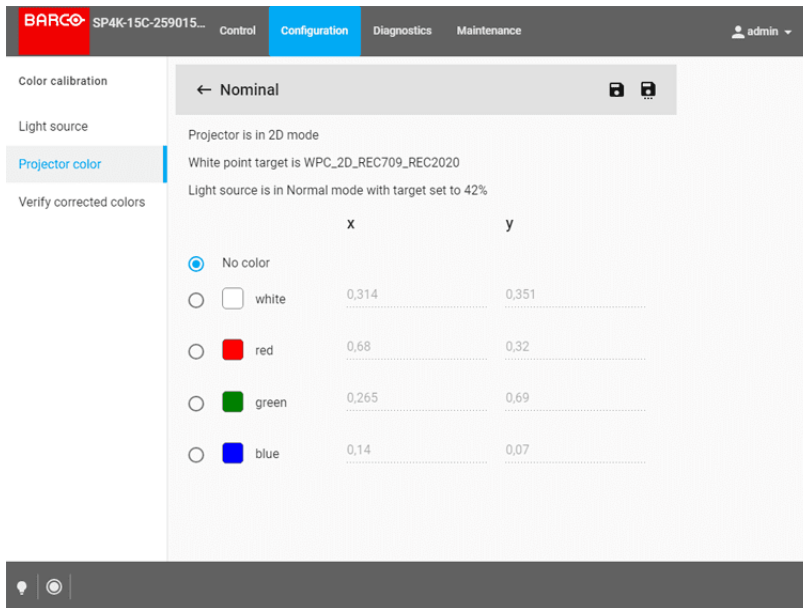 BARCO SP4K-15C-259015... Control Configuration Diagnostics Maintenance admin
Color calibration
Light source
Projector color
Verify corrected colors
← Nominal
Projector is in 2D mode
White point target is WPC_2D_REC709_REC2020
Light source is in Normal mode with target set to 42%
x y
No color
white 0,314 0,351
red 0,68 0,32
green 0,265 0,69
blue 0,14 0,07